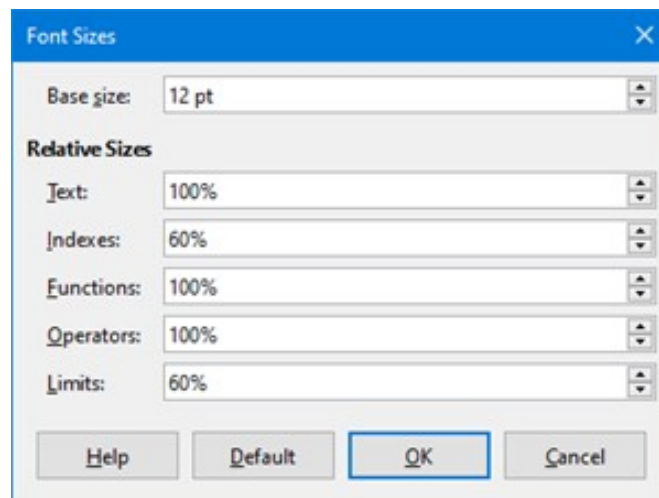 Font Sizes
Base size: 12 pt
Relative Sizes
Text: 100%
Indexes: 60%
Functions: 100%
Operators: 100%
Limits: 60%
Help Default OK Cancel